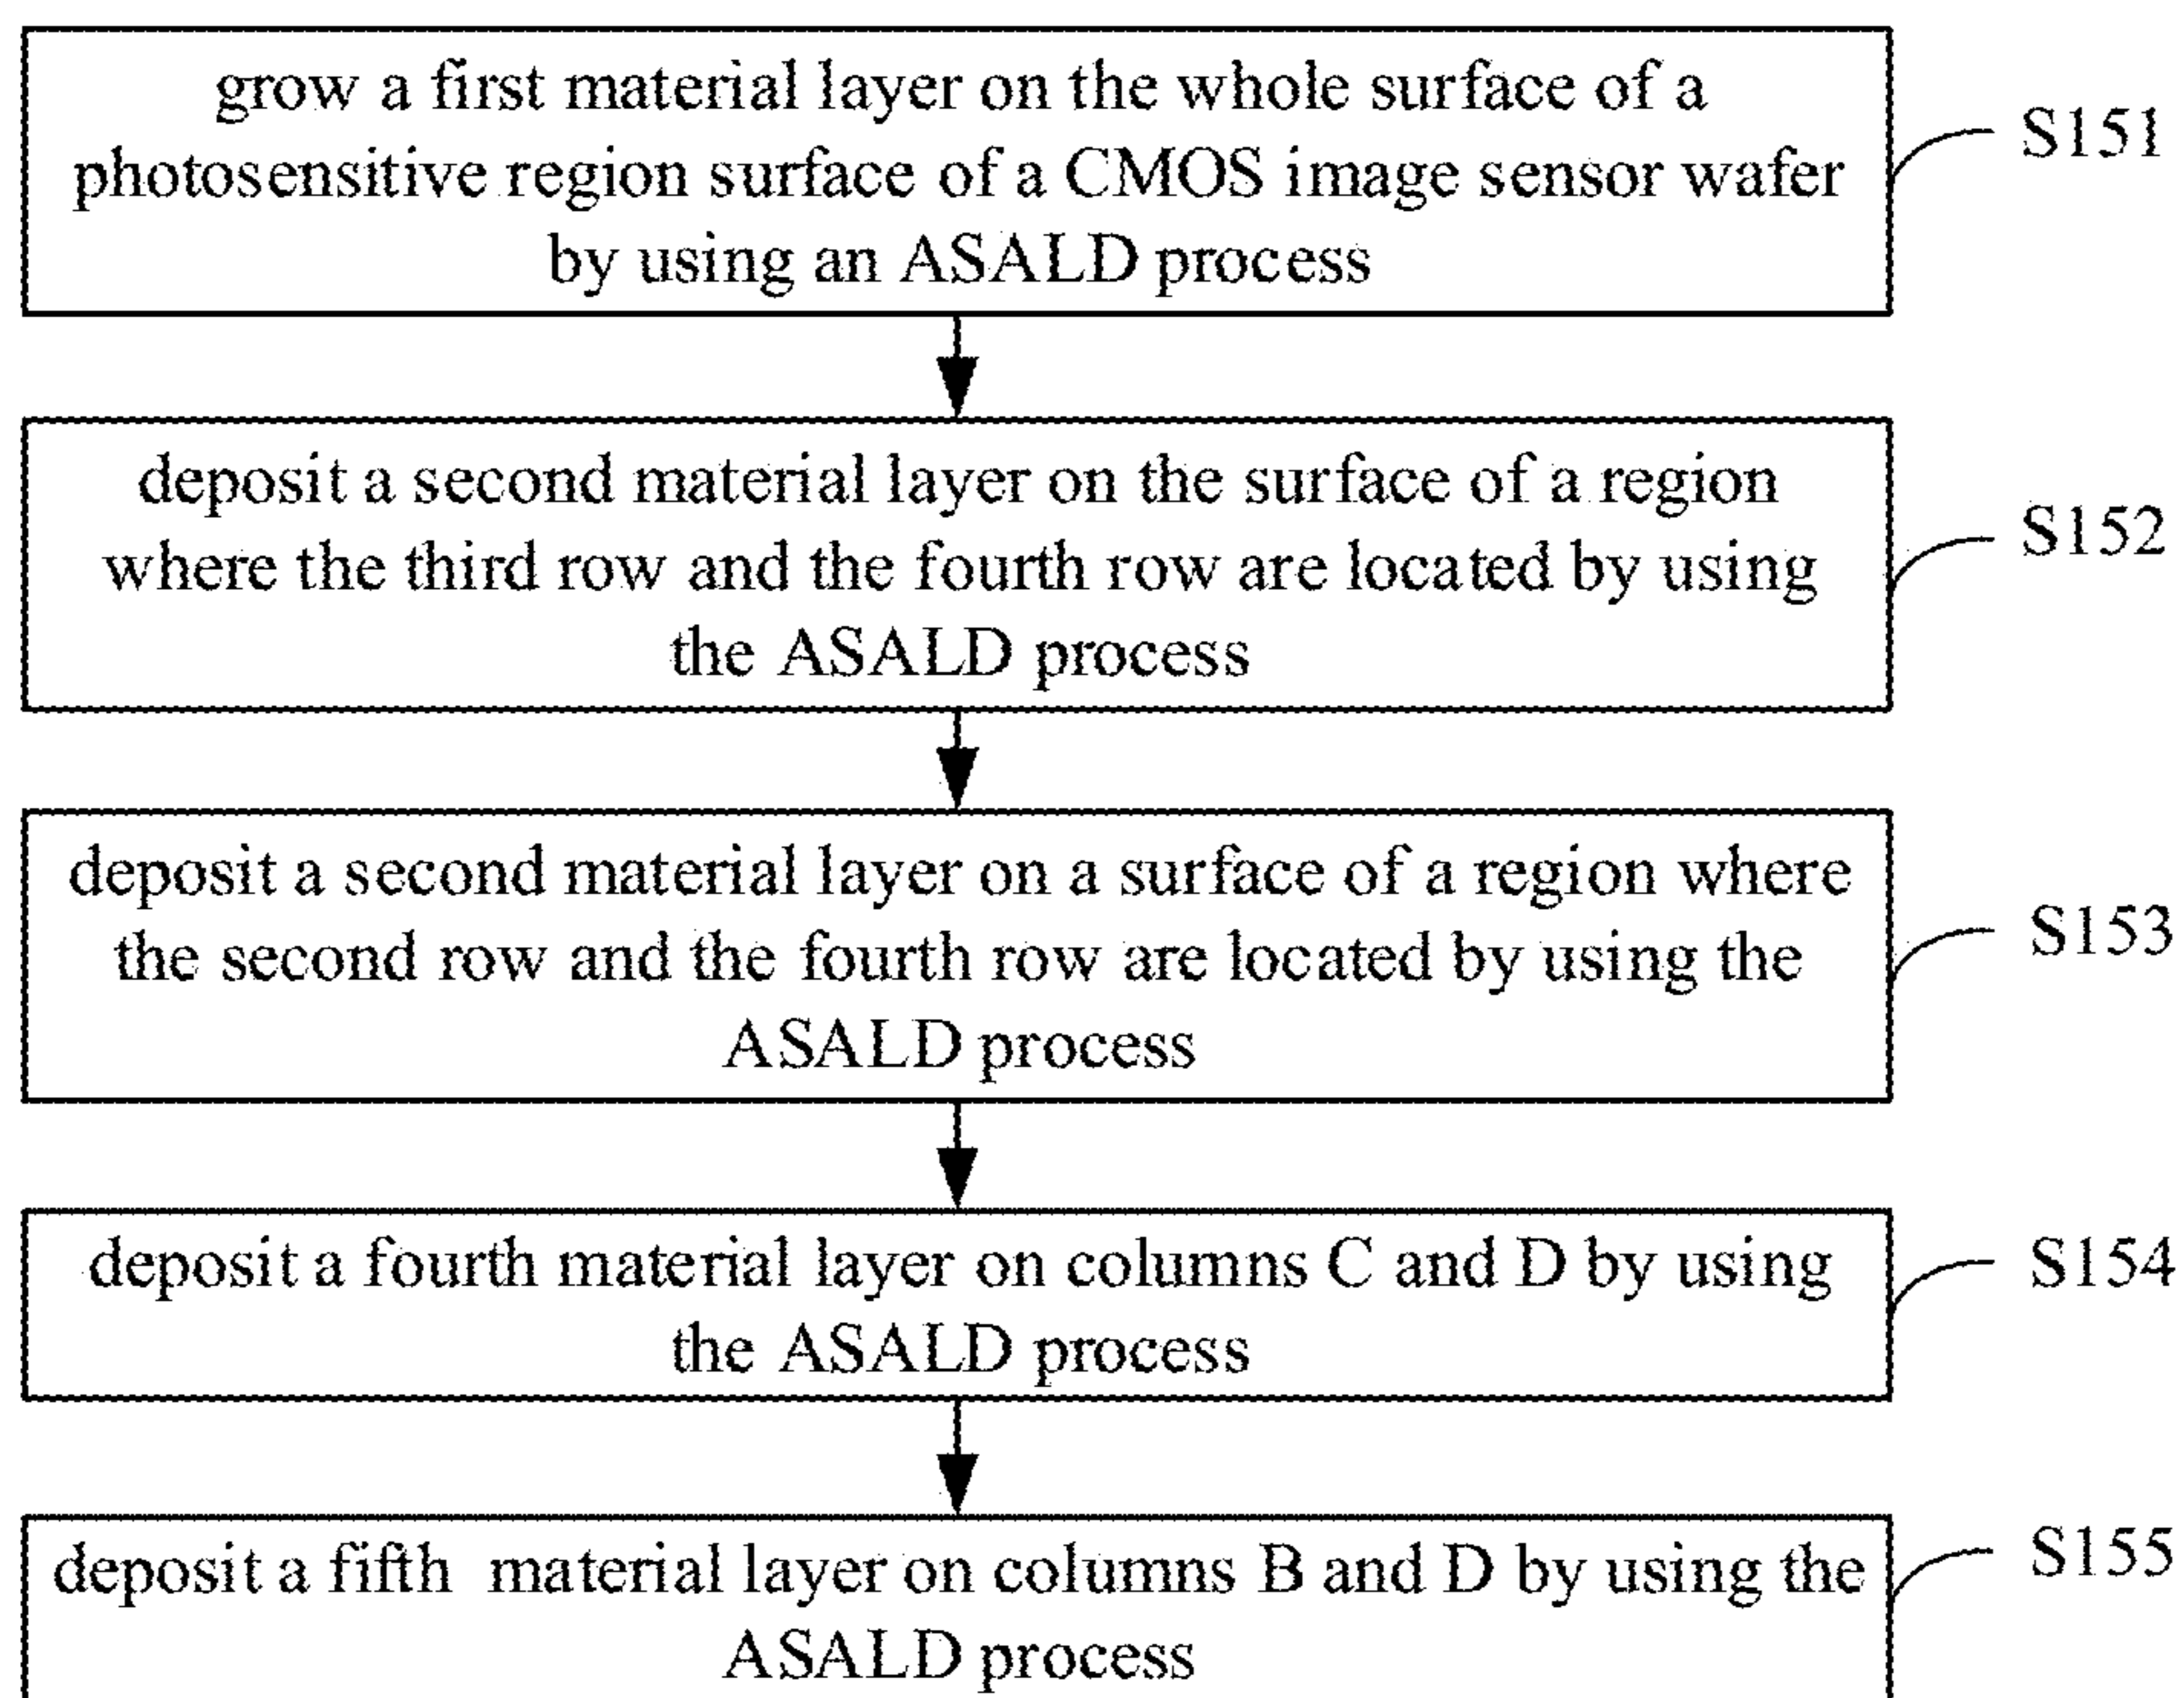 grow a first material layer on the whole surface of a
photosensitive region surface of a CMOS image sensor wafer
by using an ASALD process
S151
deposit a second material layer on the surface of a region
where the third row and the fourth row are located by using
the ASALD process
S152
deposit a second material layer on a surface of a region where
the second row and the fourth row are located by using the
ASALD process
S153
deposit a fourth material layer on columns C and D by using
the ASALD process
S154
deposit a fifth material layer on columns B and D by using the
ASALD process
S155